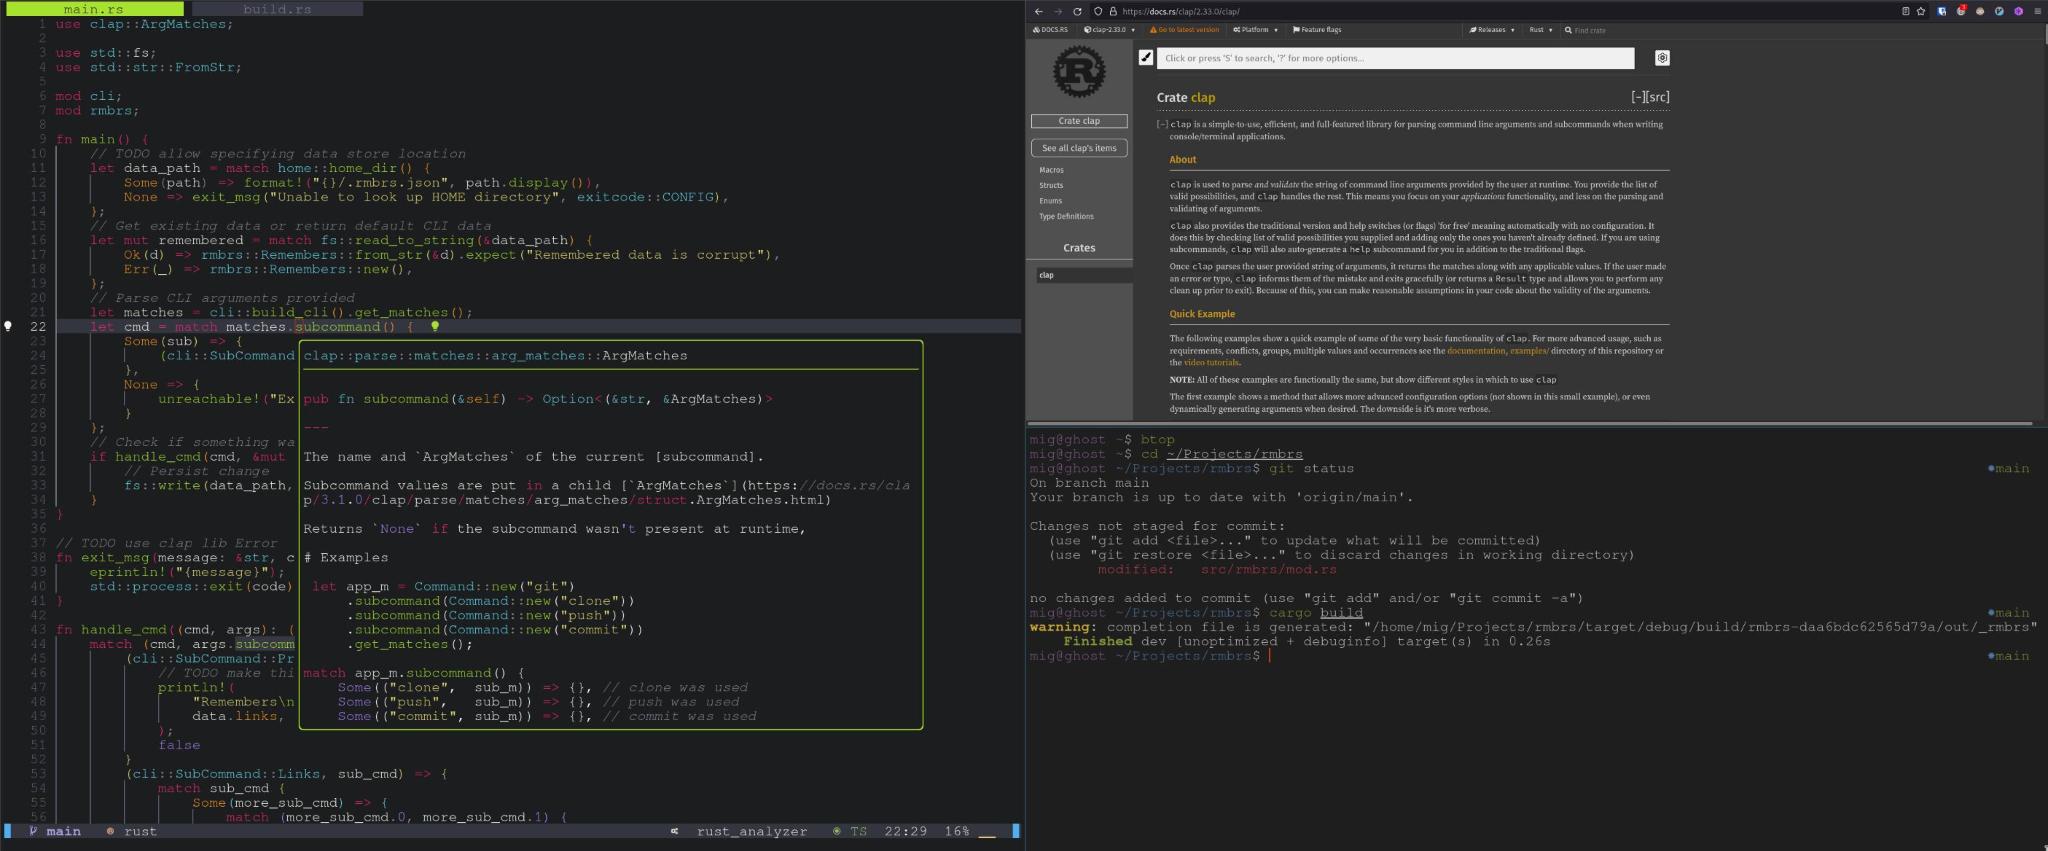 main.rs
build.rs
1 use clap::ArgMatches;
2
3 use std::fs;
4 use std::str::FromStr;
5
6 mod cli;
7 mod rmbrs;
8
9 fn main() {
10 // TODO allow specifying data store location
11 let data_path = match home::home_dir() {
12 Some(path) => format!("{}/.rmbrs.json", path.display()),
13 None => exit_msg("Unable to look up HOME directory", exitcode::CONFIG),
14 };
15 // Get existing data or return default CLI data
16 let mut remembered = match fs::read_to_string(&data_path) {
17 Ok(d) => rmbrs::Remembers::from_str(&d).expect("Remembered data is corrupt"),
18 Err(_) => rmbrs::Remembers::new(),
19 };
20 // Parse CLI arguments provided
21 let matches = cli::build_cli().get_matches();
22 let cmd = match matches.subcommand() {
23 Some(sub) => {
24 (cli::SubCommand
25 },
26 None => {
27 unreachable!("Ex
28 }
29 };
30 // Check if something wa
31 if handle_cmd(cmd, &mut
32 // Persist change
33 fs::write(data_path,
34 }
35 }
36
37 // TODO use clap lib Error
38 fn exit_msg(message: &str, c
39 eprintln!("{message}");
40 std::process::exit(code)
41 }
42
43 fn handle_cmd((cmd, args): (
44 match (cmd, args.subcomm
45 (cli::SubCommand::Pr
46 // TODO make thi
47 println!(
48 "Remembers\n
49 data.links,
50 );
51 false
52 }
53 (cli::SubCommand::Links, sub_cmd) => {
54 match sub_cmd {
55 Some(more_sub_cmd) => {
56 match (more_sub_cmd.0, more_sub_cmd.1) {
clap::parse::matches::arg_matches::ArgMatches
pub fn subcommand(&self) -> Option<(&str, &ArgMatches)>
---
The name and `ArgMatches` of the current [subcommand].
Subcommand values are put in a child [`ArgMatches`](https://docs.rs/cla
p/3.1.0/clap/parse/matches/arg_matches/struct.ArgMatches.html)
Returns `None` if the subcommand wasn't present at runtime,
# Examples
let app_m = Command::new("git")
.subcommand(Command::new("clone"))
.subcommand(Command::new("push"))
.subcommand(Command::new("commit"))
.get_matches();
match app_m.subcommand() {
Some(("clone", sub_m)) => {}, // clone was used
Some(("push", sub_m)) => {}, // push was used
Some(("commit", sub_m)) => {}, // commit was used
main rust rust_analyzer TS 22:29 16%
https://docs.rs/clap/2.33.0/clap/
DOCS.RS clap-2.33.0 Go to latest version Platform Feature flags Releases Rust Find crate
Click or press 'S' to search, '?' for more options...
Crate clap
See all clap's items
Macros
Structs
Enums
Type Definitions
Crates
clap
Crate clap [−][src]
[−] clap is a simple-to-use, efficient, and full-featured library for parsing command line arguments and subcommands when writing
console/terminal applications.
About
clap is used to parse and validate the string of command line arguments provided by the user at runtime. You provide the list of
valid possibilities, and clap handles the rest. This means you focus on your applications functionality, and less on the parsing and
validating of arguments.
clap also provides the traditional version and help switches (or flags) 'for free' meaning automatically with no configuration. It
does this by checking list of valid possibilities you supplied and adding only the ones you haven't already defined. If you are using
subcommands, clap will also auto-generate a help subcommand for you in addition to the traditional flags.
Once clap parses the user provided string of arguments, it returns the matches along with any applicable values. If the user made
an error or typo, clap informs them of the mistake and exits gracefully (or returns a Result type and allows you to perform any
clean up prior to exit). Because of this, you can make reasonable assumptions in your code about the validity of the arguments.
Quick Example
The following examples show a quick example of some of the very basic functionality of clap. For more advanced usage, such as
requirements, conflicts, groups, multiple values and occurrences see the documentation, examples/ directory of this repository or
the video tutorials.
NOTE: All of these examples are functionally the same, but show different styles in which to use clap
The first example shows a method that allows more advanced configuration options (not shown in this small example), or even
dynamically generating arguments when desired. The downside is it's more verbose.
mig@ghost ~$ btop
mig@ghost ~$ cd ~/Projects/rmbrs
mig@ghost ~/Projects/rmbrs$ git status main
On branch main
Your branch is up to date with 'origin/main'.
Changes not staged for commit:
(use "git add <file>..." to update what will be committed)
(use "git restore <file>..." to discard changes in working directory)
modified: src/rmbrs/mod.rs
no changes added to commit (use "git add" and/or "git commit -a")
mig@ghost ~/Projects/rmbrs$ cargo build main
warning: completion file is generated: "/home/mig/Projects/rmbrs/target/debug/build/rmbrs-daa6bdc62565d79a/out/_rmbrs"
Finished dev [unoptimized + debuginfo] target(s) in 0.26s
mig@ghost ~/Projects/rmbrs$ main